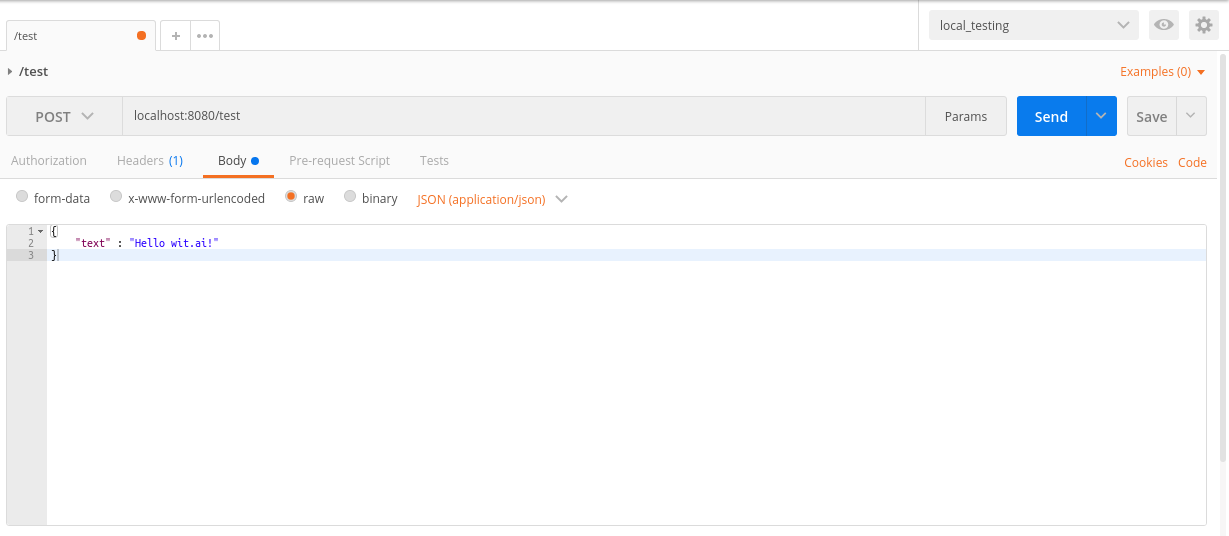 /test
local_testing
/test
Examples (0)
POST localhost:8080/test Params Send Save
Authorization Headers (1) Body Pre-request Script Tests Cookies Code
form-data x-www-form-urlencoded raw binary JSON (application/json)
1 {
2 "text" : "Hello wit.ai!"
3 }